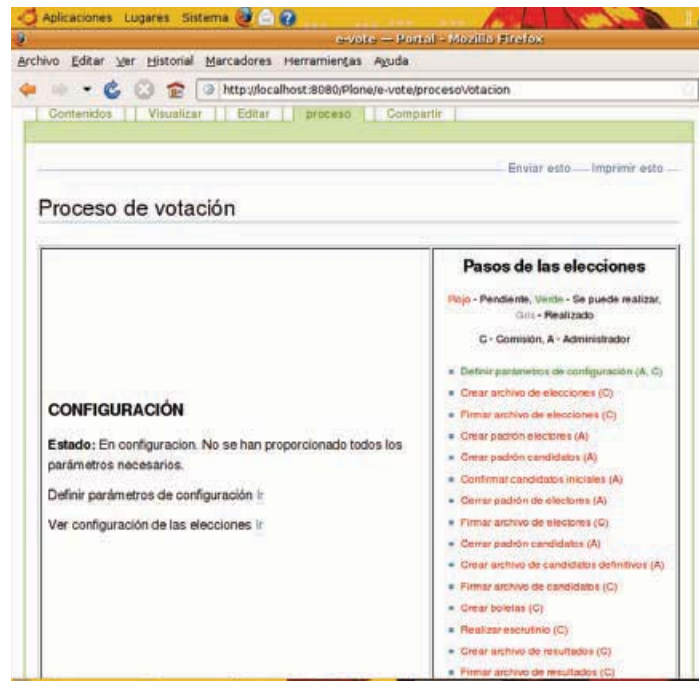 Aplicaciones Lugares Sistema
e-vote — Portal - Mozilla Firefox
Archivo Editar Ver Historial Marcadores Herramientas Ayuda
http://localhost:8080/Plone/e-vote/procesoVotacion
Contenidos Visualizar Editar proceso Compartir
Enviar esto — Imprimir esto —
Proceso de votación
CONFIGURACIÓN
Estado: En configuracion. No se han proporcionado todos los
parámetros necesarios.
Definir parámetros de configuración Ir
Ver configuración de las elecciones Ir
Pasos de las elecciones
Rojo - Pendiente, Verde - Se puede realizar,
Gris - Realizado
C - Comisión, A - Administrador
Definir parámetros de configuración (A, C)
Crear archivo de elecciones (C)
Firmar archivo de elecciones (C)
Crear padrón electores (A)
Crear padrón candidatos (A)
Confirmar candidatos iniciales (A)
Cerrar padrón de electores (A)
Firmar archivo de electores (C)
Cerrar padrón candidatos (A)
Crear archivo de candidatos definitivos (A)
Firmar archivo de candidatos (C)
Crear boletas (C)
Realizar escrutinio (C)
Crear archivo de resultados (C)
Firmar archivo de resultados (C)